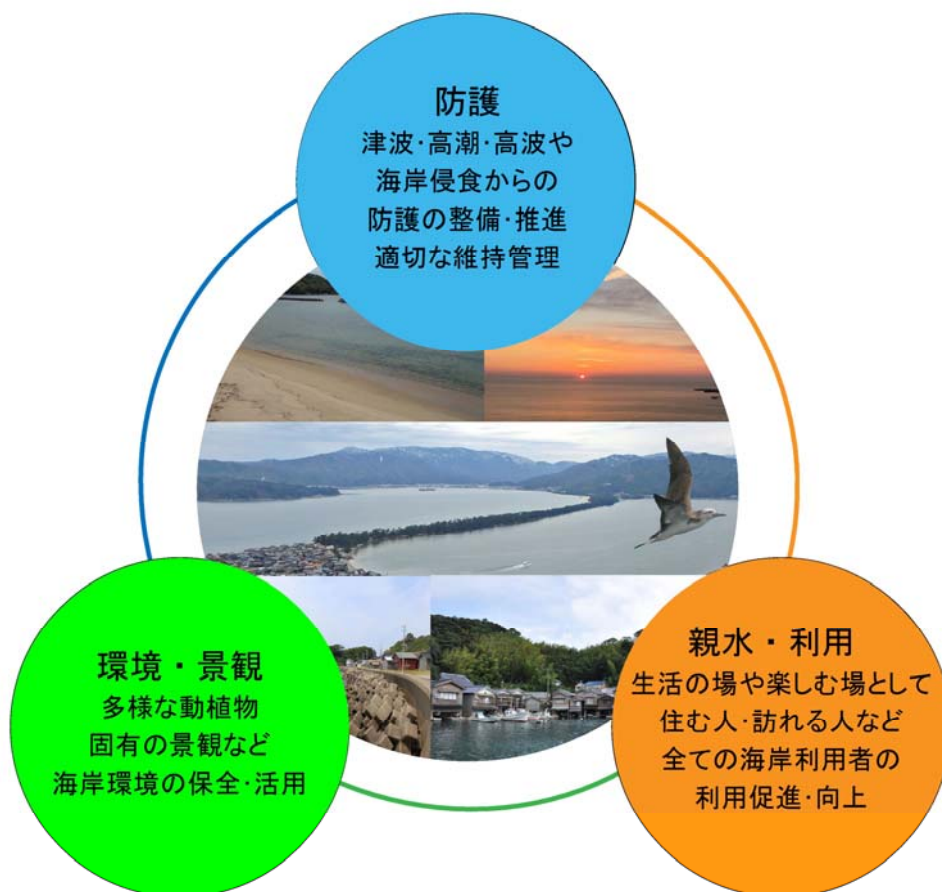 防護
津波・高潮・高波や
海岸侵食からの
防護の整備・推進
適切な維持管理
環境・景観
多様な動植物
固有の景観など
海岸環境の保全・活用
親水・利用
生活の場や楽しむ場として
住む人・訪れる人など
全ての海岸利用者の
利用促進・向上